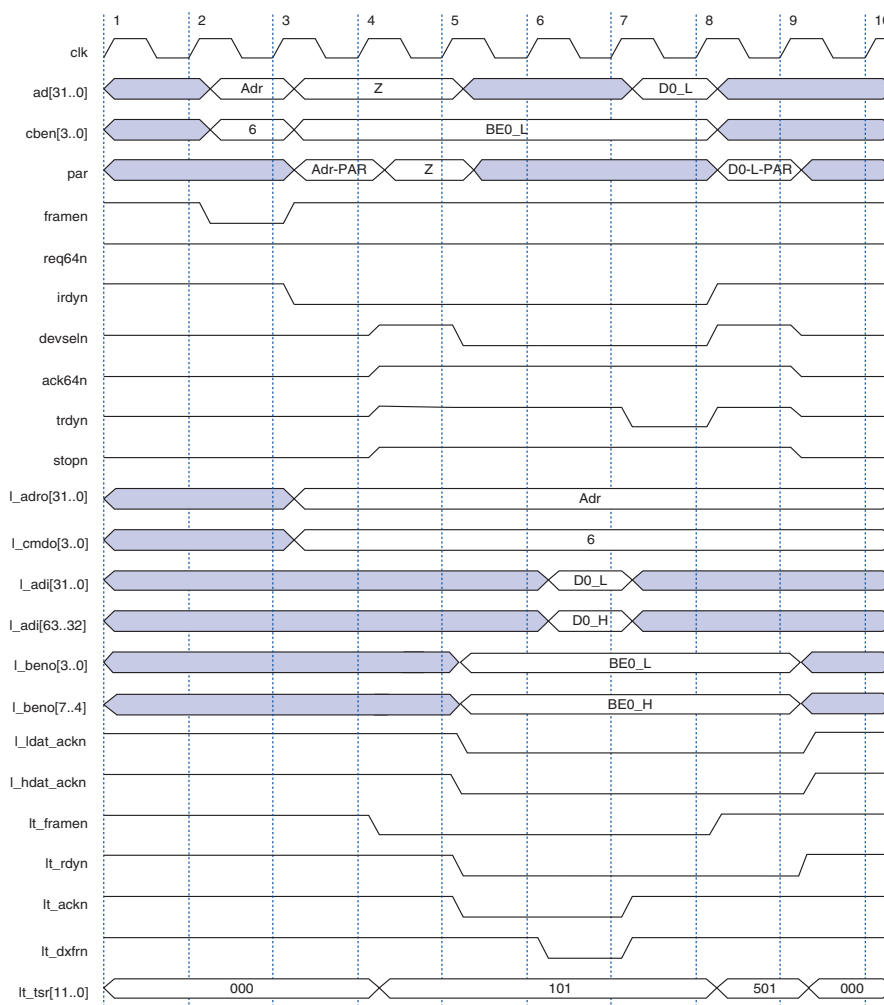 1 2 3 4 5 6 7 8 9 10
clk
ad[31..0] Adr Z D0_L
cben[3..0] 6 BE0_L
par Adr-PAR Z D0-L-PAR
framen
req64n
irdyn
devseln
ack64n
trdyn
stopn
l_adro[31..0] Adr
l_cmdo[3..0] 6
l_adi[31..0] D0_L
l_adi[63..32] D0_H
l_beno[3..0] BE0_L
l_beno[7..4] BE0_H
l_ldat_ackn
l_hdat_ackn
lt_framen
lt_rdyn
lt_ackn
lt_dxfrn
lt_tsr[11..0] 000 101 501 000